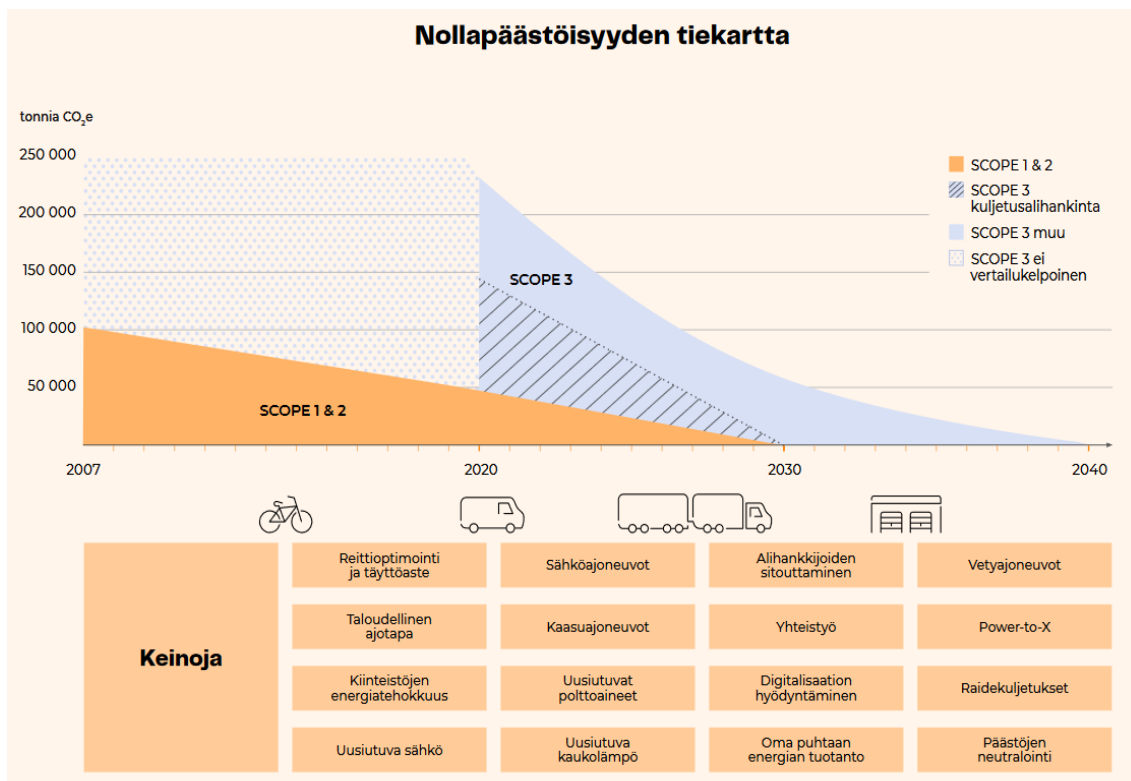 Nollapäästöisyyden tiekartta
tonnia CO₂e
250 000
200 000
150 000
100 000
50 000
SCOPE 1 & 2
SCOPE 3
kuljetusalihankinta
SCOPE 3 muu
SCOPE 3 ei
vertailukelpoinen
SCOPE 3
SCOPE 1 & 2
2007
2020
2030
2040
Keinoja
Reittioptimointi
ja täyttöaste
Sähköajoneuvot
Alihankkijoiden
sitouttaminen
Vetyajoneuvot
Taloudellinen
ajotapa
Kaasuajoneuvot
Yhteistyö
Power-to-X
Kiinteistöjen
energiatehokkuus
Uusiutuvat
polttoaineet
Digitalisaation
hyödyntäminen
Raidekuljetukset
Uusiutuva sähkö
Uusiutuva
kaukolämpö
Oma puhtaan
energian tuotanto
Päästöjen
neutralointi